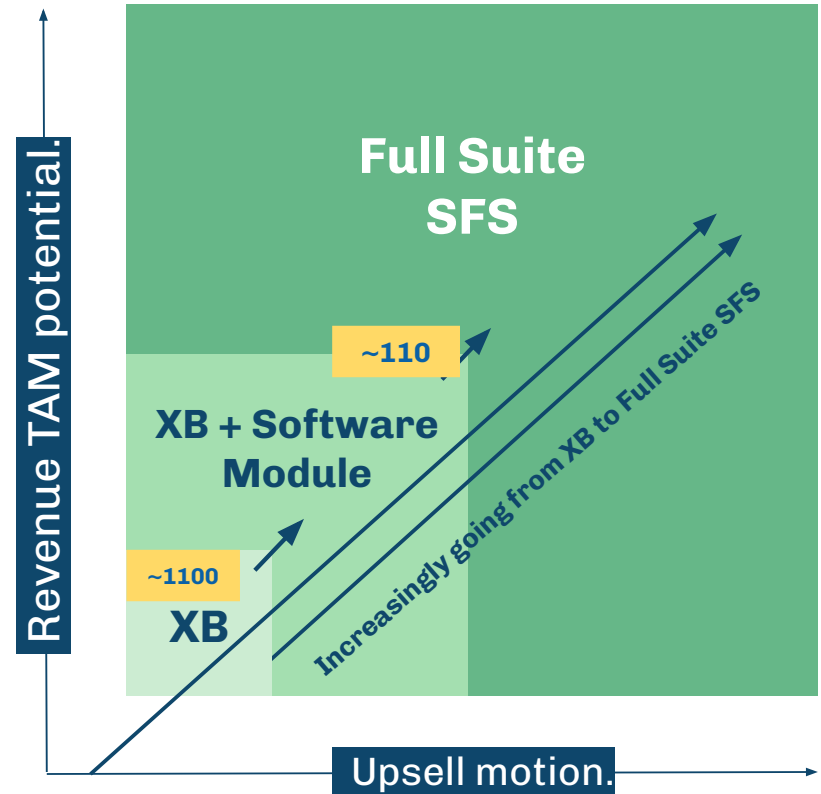 Revenue TAM potential.
Full Suite
SFS
~110
XB + Software
Module
~1100
XB
Increasingly going from XB to Full Suite SFS
Upsell motion.